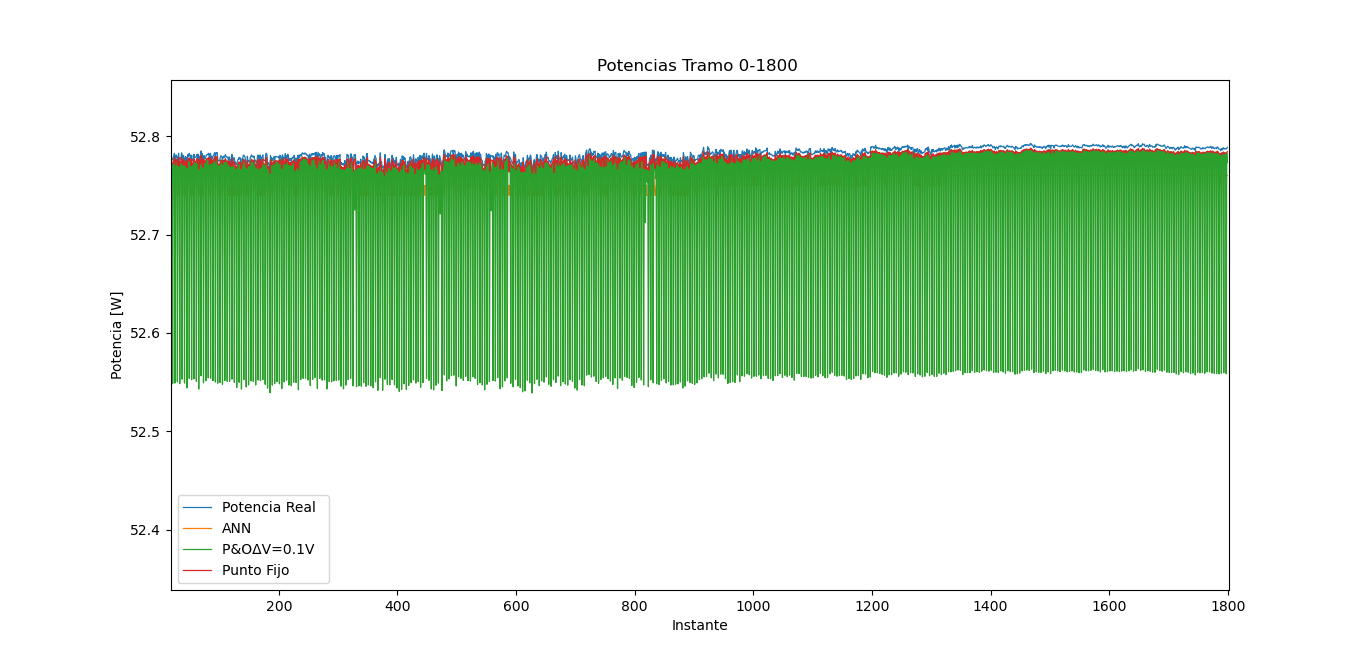 Potencias Tramo 0-1800
52.8
52.7
52.6
52.5
52.4
Potencia [W]
Potencia Real
ANN
P&OΔV=0.1V
Punto Fijo
200 400 600 800 1000 1200 1400 1600 1800
Instante